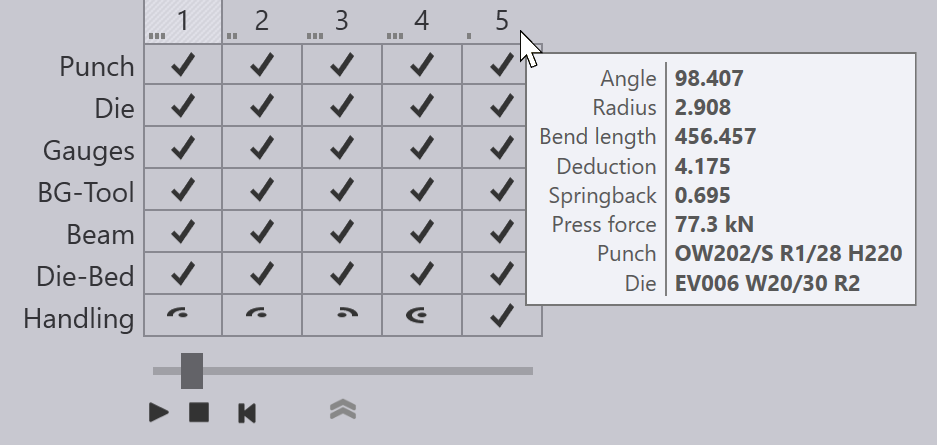 1 2 3 4 5
Punch
Die
Gauges
BG-Tool
Beam
Die-Bed
Handling
Angle 98.407
Radius 2.908
Bend length 456.457
Deduction 4.175
Springback 0.695
Press force 77.3 kN
Punch OW202/S R1/28 H220
Die EV006 W20/30 R2